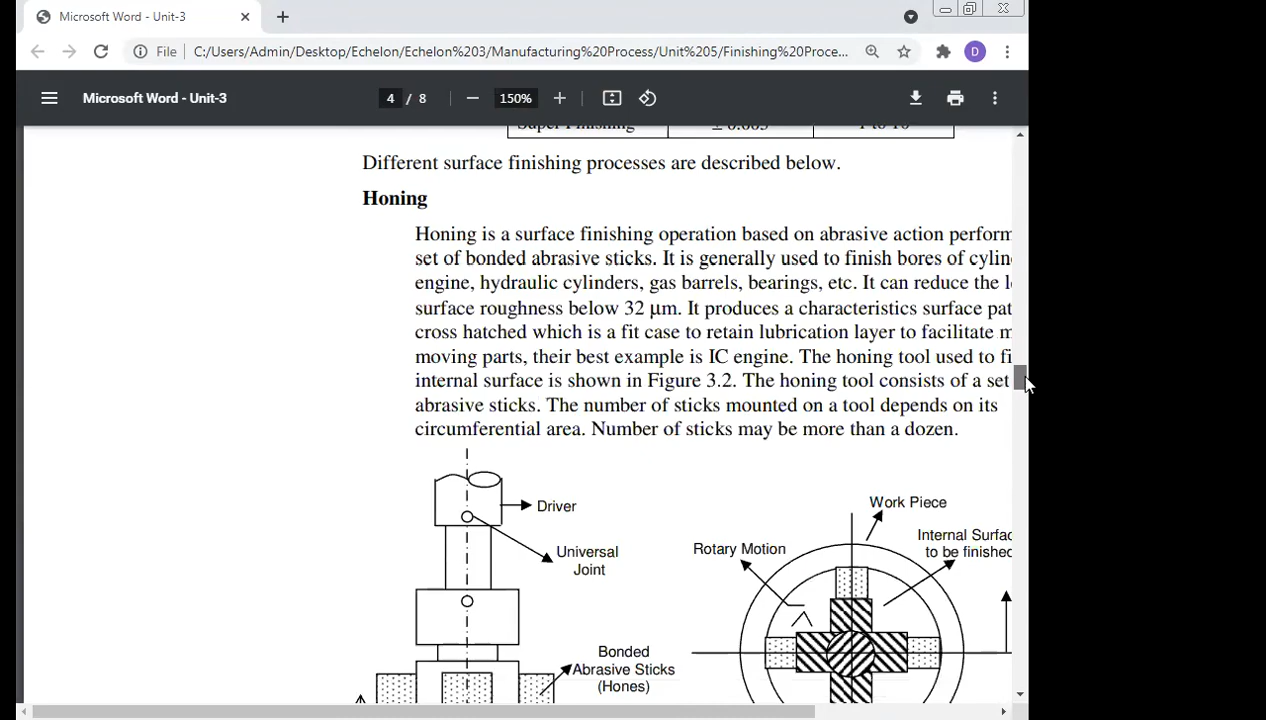 Microsoft Word - Unit-3
File C:/Users/Admin/Desktop/Echelon/Echelon%203/Manufacturing%20Process/Unit%205/Finishing%20Proce...
D
Microsoft Word - Unit-3
4 / 8
150%
Super Finishing ± 0.003 1 to 10
Different surface finishing processes are described below.
Honing
Honing is a surface finishing operation based on abrasive action perform
set of bonded abrasive sticks. It is generally used to finish bores of cylin
engine, hydraulic cylinders, gas barrels, bearings, etc. It can reduce the l
surface roughness below 32 μm. It produces a characteristics surface pat
cross hatched which is a fit case to retain lubrication layer to facilitate m
moving parts, their best example is IC engine. The honing tool used to fi
internal surface is shown in Figure 3.2. The honing tool consists of a set
abrasive sticks. The number of sticks mounted on a tool depends on its
circumferential area. Number of sticks may be more than a dozen.
Driver
Universal
Joint
Bonded
Abrasive Sticks
(Hones)
Work Piece
Rotary Motion
Internal Surfac
to be finished